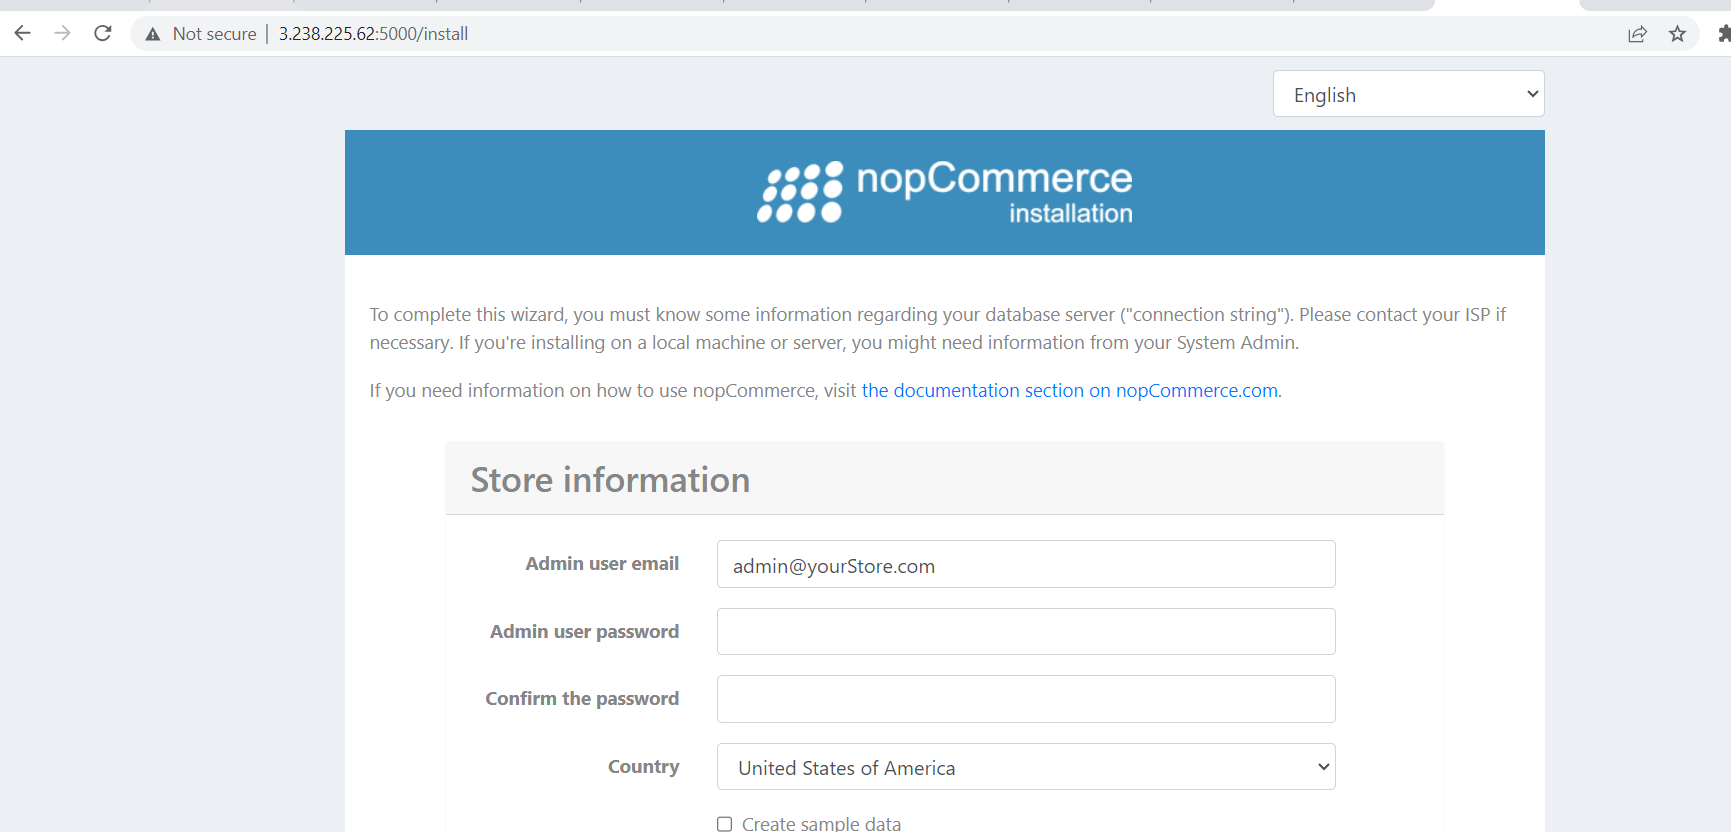 Not secure | 3.238.225.62:5000/install
English
nopCommerce
installation
To complete this wizard, you must know some information regarding your database server ("connection string"). Please contact your ISP if
necessary. If you're installing on a local machine or server, you might need information from your System Admin.
If you need information on how to use nopCommerce, visit the documentation section on nopCommerce.com.
Store information
Admin user email
admin@yourStore.com
Admin user password
Confirm the password
Country
United States of America
Create sample data